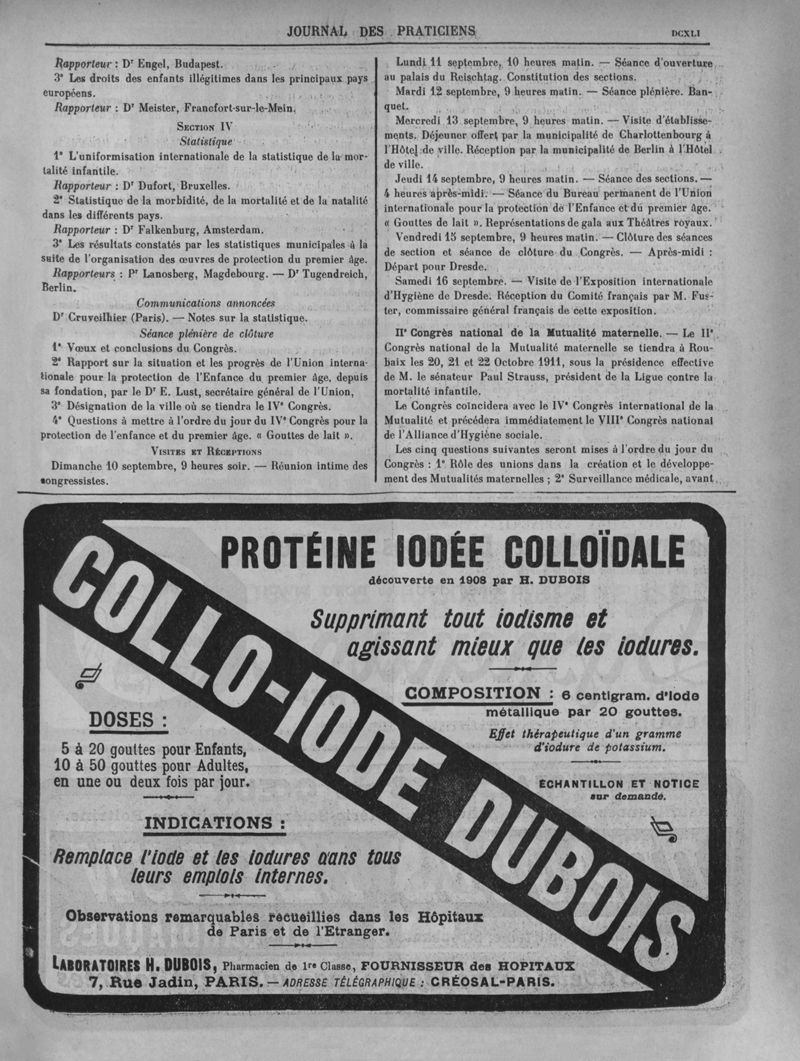 JOURNAL DES PRATICIENS
DCXLI
Rapporteur : Dr Engel, Budapest.
3° Les droits des enfants illégitimes dans les principaux pays
européens.
Rapporteur : Dr Meister, Francfort-sur-le-Mein.
SECTION IV
Statistique
1° L'uniformisation internationale de la statistique de la mor-
talité infantile.
Rapporteur : Dr Dufort, Bruxelles.
2° Statistique de la morbidité, de la mortalité et de la natalité
dans les différents pays.
Rapporteur : Dr Falkenburg, Amsterdam.
3° Les résultats constatés par les statistiques municipales à la
suite de l'organisation des œuvres de protection du premier âge.
Rapporteurs : Pr Lanosberg, Magdebourg. — Dr Tugendreich,
Berlin.
Communications annoncées
Dr Cruveilhier (Paris). — Notes sur la statistique.
Séance plénière de clôture
1° Vœux et conclusions du Congrès.
2° Rapport sur la situation et les progrès de l'Union interna-
tionale pour la protection de l'Enfance du premier âge, depuis
sa fondation, par le Dr E. Lust, secrétaire général de l'Union,
3° Désignation de la ville où se tiendra le IVe Congrès.
4° Questions à mettre à l'ordre du jour du IVe Congrès pour la
protection de l'enfance et du premier âge. « Gouttes de lait ».
VISITES ET RÉCEPTIONS
Dimanche 10 septembre, 9 heures soir. — Réunion intime des
congressistes.
Lundi 11 septembre, 10 heures matin. — Séance d'ouverture
au palais du Reischtag. Constitution des sections.
Mardi 12 septembre, 9 heures matin. — Séance plénière. Ban-
quet.
Mercredi 13 septembre, 9 heures matin. — Visite d'établisse-
ments. Déjeuner offert par la municipalité de Charlottenbourg à
l'Hôtel de ville. Réception par la municipalité de Berlin à l'Hôtel
de ville.
Jeudi 14 septembre, 9 heures matin. — Séance des sections. —
4 heures après-midi. — Séance du Bureau permanent de l'Union
internationale pour la protection de l'Enfance et du premier âge.
« Gouttes de lait ». Représentations de gala aux Théâtres royaux.
Vendredi 15 septembre, 9 heures matin. — Clôture des séances
de section et séance de clôture du Congrès. — Après-midi :
Départ pour Dresde.
Samedi 16 septembre. — Visite de l'Exposition internationale
d'Hygiène de Dresde. Réception du Comité français par M. Fus-
ter, commissaire général français de cette exposition.
IIe Congrès national de la Mutualité maternelle. — Le IIe
Congrès national de la Mutualité maternelle se tiendra à Rou-
baix les 20, 21 et 22 Octobre 1911, sous la présidence effective
de M. le sénateur Paul Strauss, président de la Ligue contre la
mortalité infantile.
Le Congrès coïncidera avec le IVe Congrès international de la
Mutualité et précédera immédiatement le VIIIe Congrès national
de l'Alliance d'Hygiène sociale.
Les cinq questions suivantes seront mises à l'ordre du jour du
Congrès : 1° Rôle des unions dans la création et le développe-
ment des Mutualités maternelles ; 2° Surveillance médicale, avant
PROTÉINE IODÉE COLLOÏDALE
découverte en 1908 par H. DUBOIS
Supprimant tout iodisme et
agissant mieux que les iodures.
COLLO-IODE DUBOIS
COMPOSITION : 6 centigram. d'Iode
métallique par 20 gouttes.
Effet thérapeutique d'un gramme
d'iodure de potassium.
ÉCHANTILLON ET NOTICE
sur demande.
DOSES :
5 à 20 gouttes pour Enfants,
10 à 50 gouttes pour Adultes,
en une ou deux fois par jour.
INDICATIONS :
Remplace l'iode et les iodures dans tous
leurs emplois internes.
Observations remarquables recueillies dans les Hôpitaux
de Paris et de l'Etranger.
LABORATOIRES H. DUBOIS, Pharmacien de 1re Classe, FOURNISSEUR des HOPITAUX
7, Rue Jadin, PARIS. — ADRESSE TÉLÉGRAPHIQUE : CRÉOSAL-PARIS.